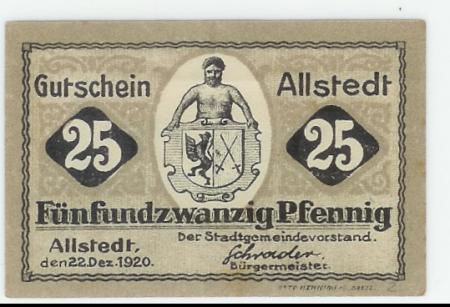 Gutschein Allstedt
25 25
Fünfundzwanzig Pfennig
Allstedt, Der Stadtgemeindevorstand.
den 22. Dez. 1920. Schrader.
Bürgermeister.